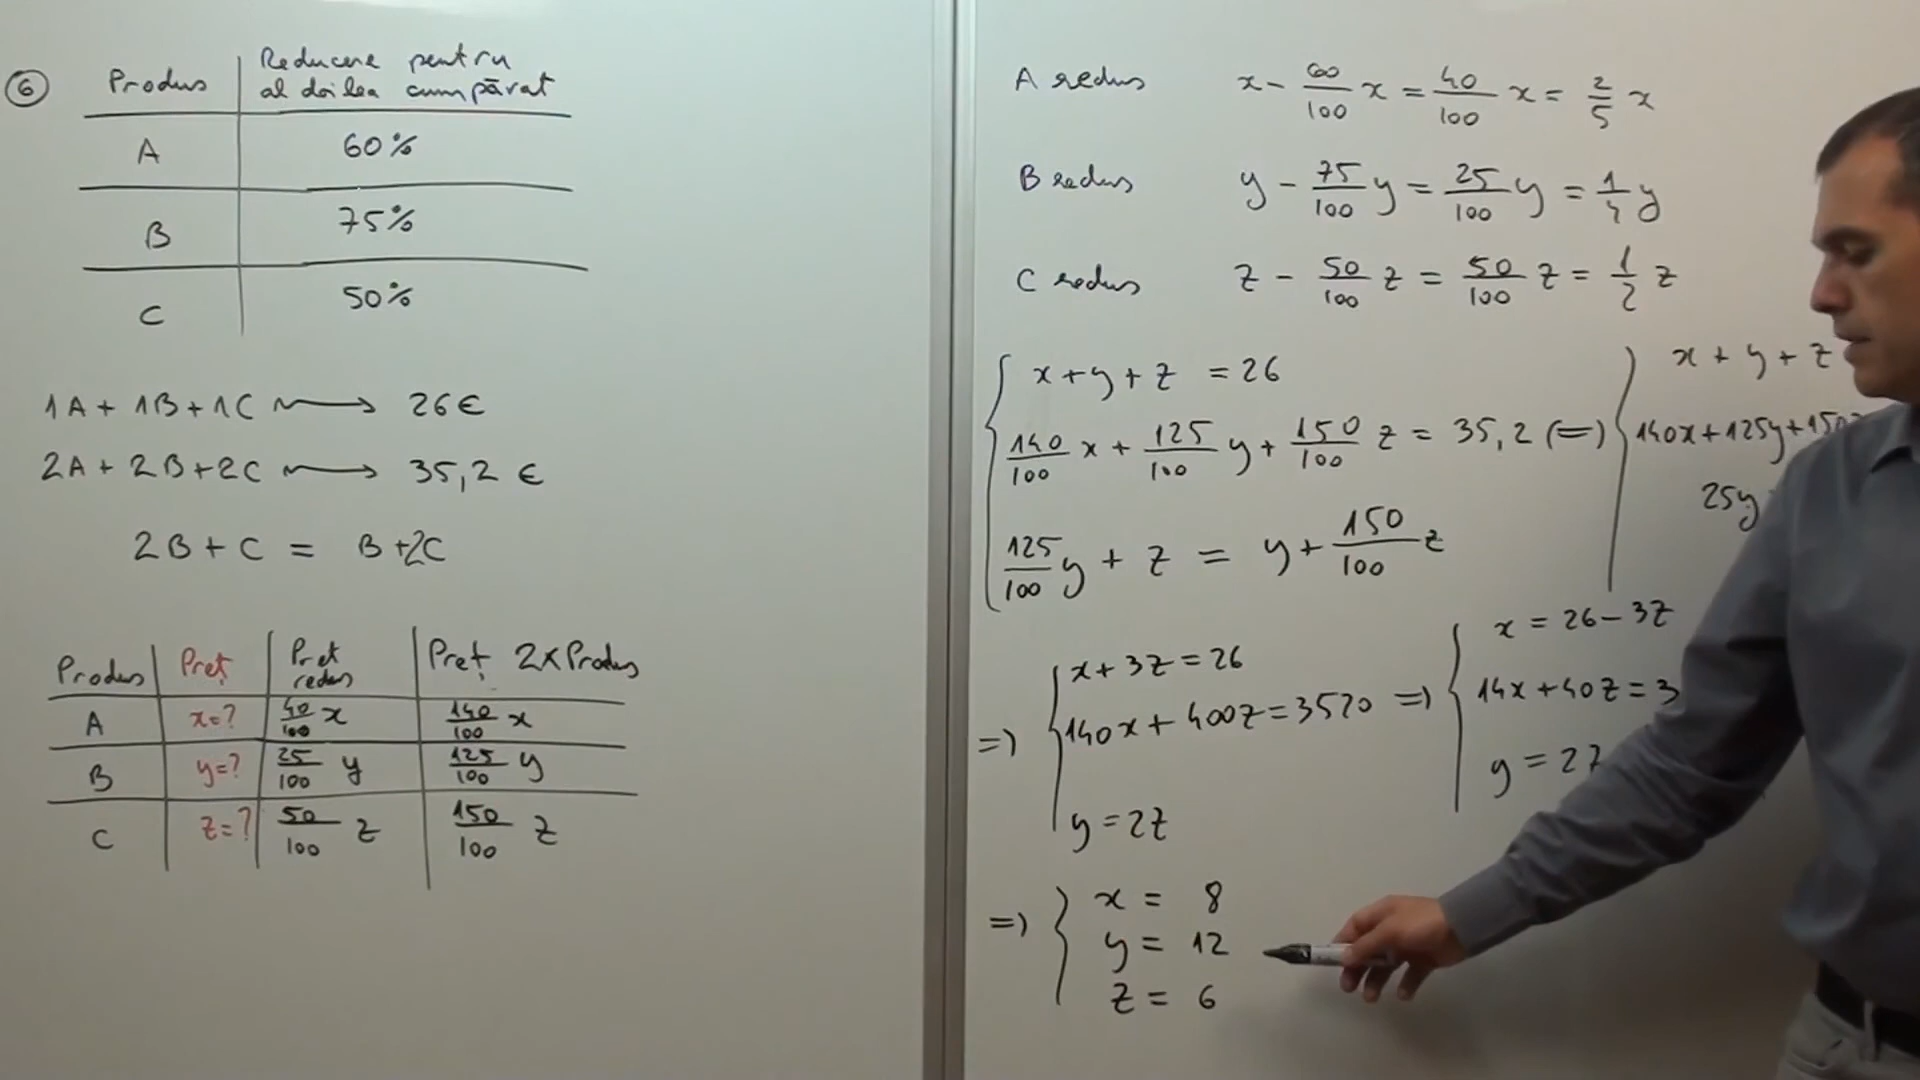 6
Produs | Reducere pentru al doilea cumpărat
A | 60%
B | 75%
C | 50%
1A + 1B + 1C → 26€
2A + 2B + 2C → 35,2 €
2B + C = B + 2C
Produs | Preț | Preț redus | Preț 2xProdus
A | x=? | 40/100 x | 140/100 x
B | y=? | 25/100 y | 125/100 y
C | z=? | 50/100 z | 150/100 z
A redus x - 60/100 x = 40/100 x = 2/5 x
B redus y - 75/100 y = 25/100 y = 1/4 y
C redus z - 50/100 z = 50/100 z = 1/2 z
x + y + z = 26
140/100 x + 125/100 y + 150/100 z = 35,2 (=)
125/100 y + z = y + 150/100 z
x + y + z
140x + 125y + 150z
25y
=) x + 3z = 26
140x + 400z = 3520 =)
y = 2z
x = 26 - 3z
14x + 40z = 3
y = 2z
=) x = 8
y = 12
z = 6